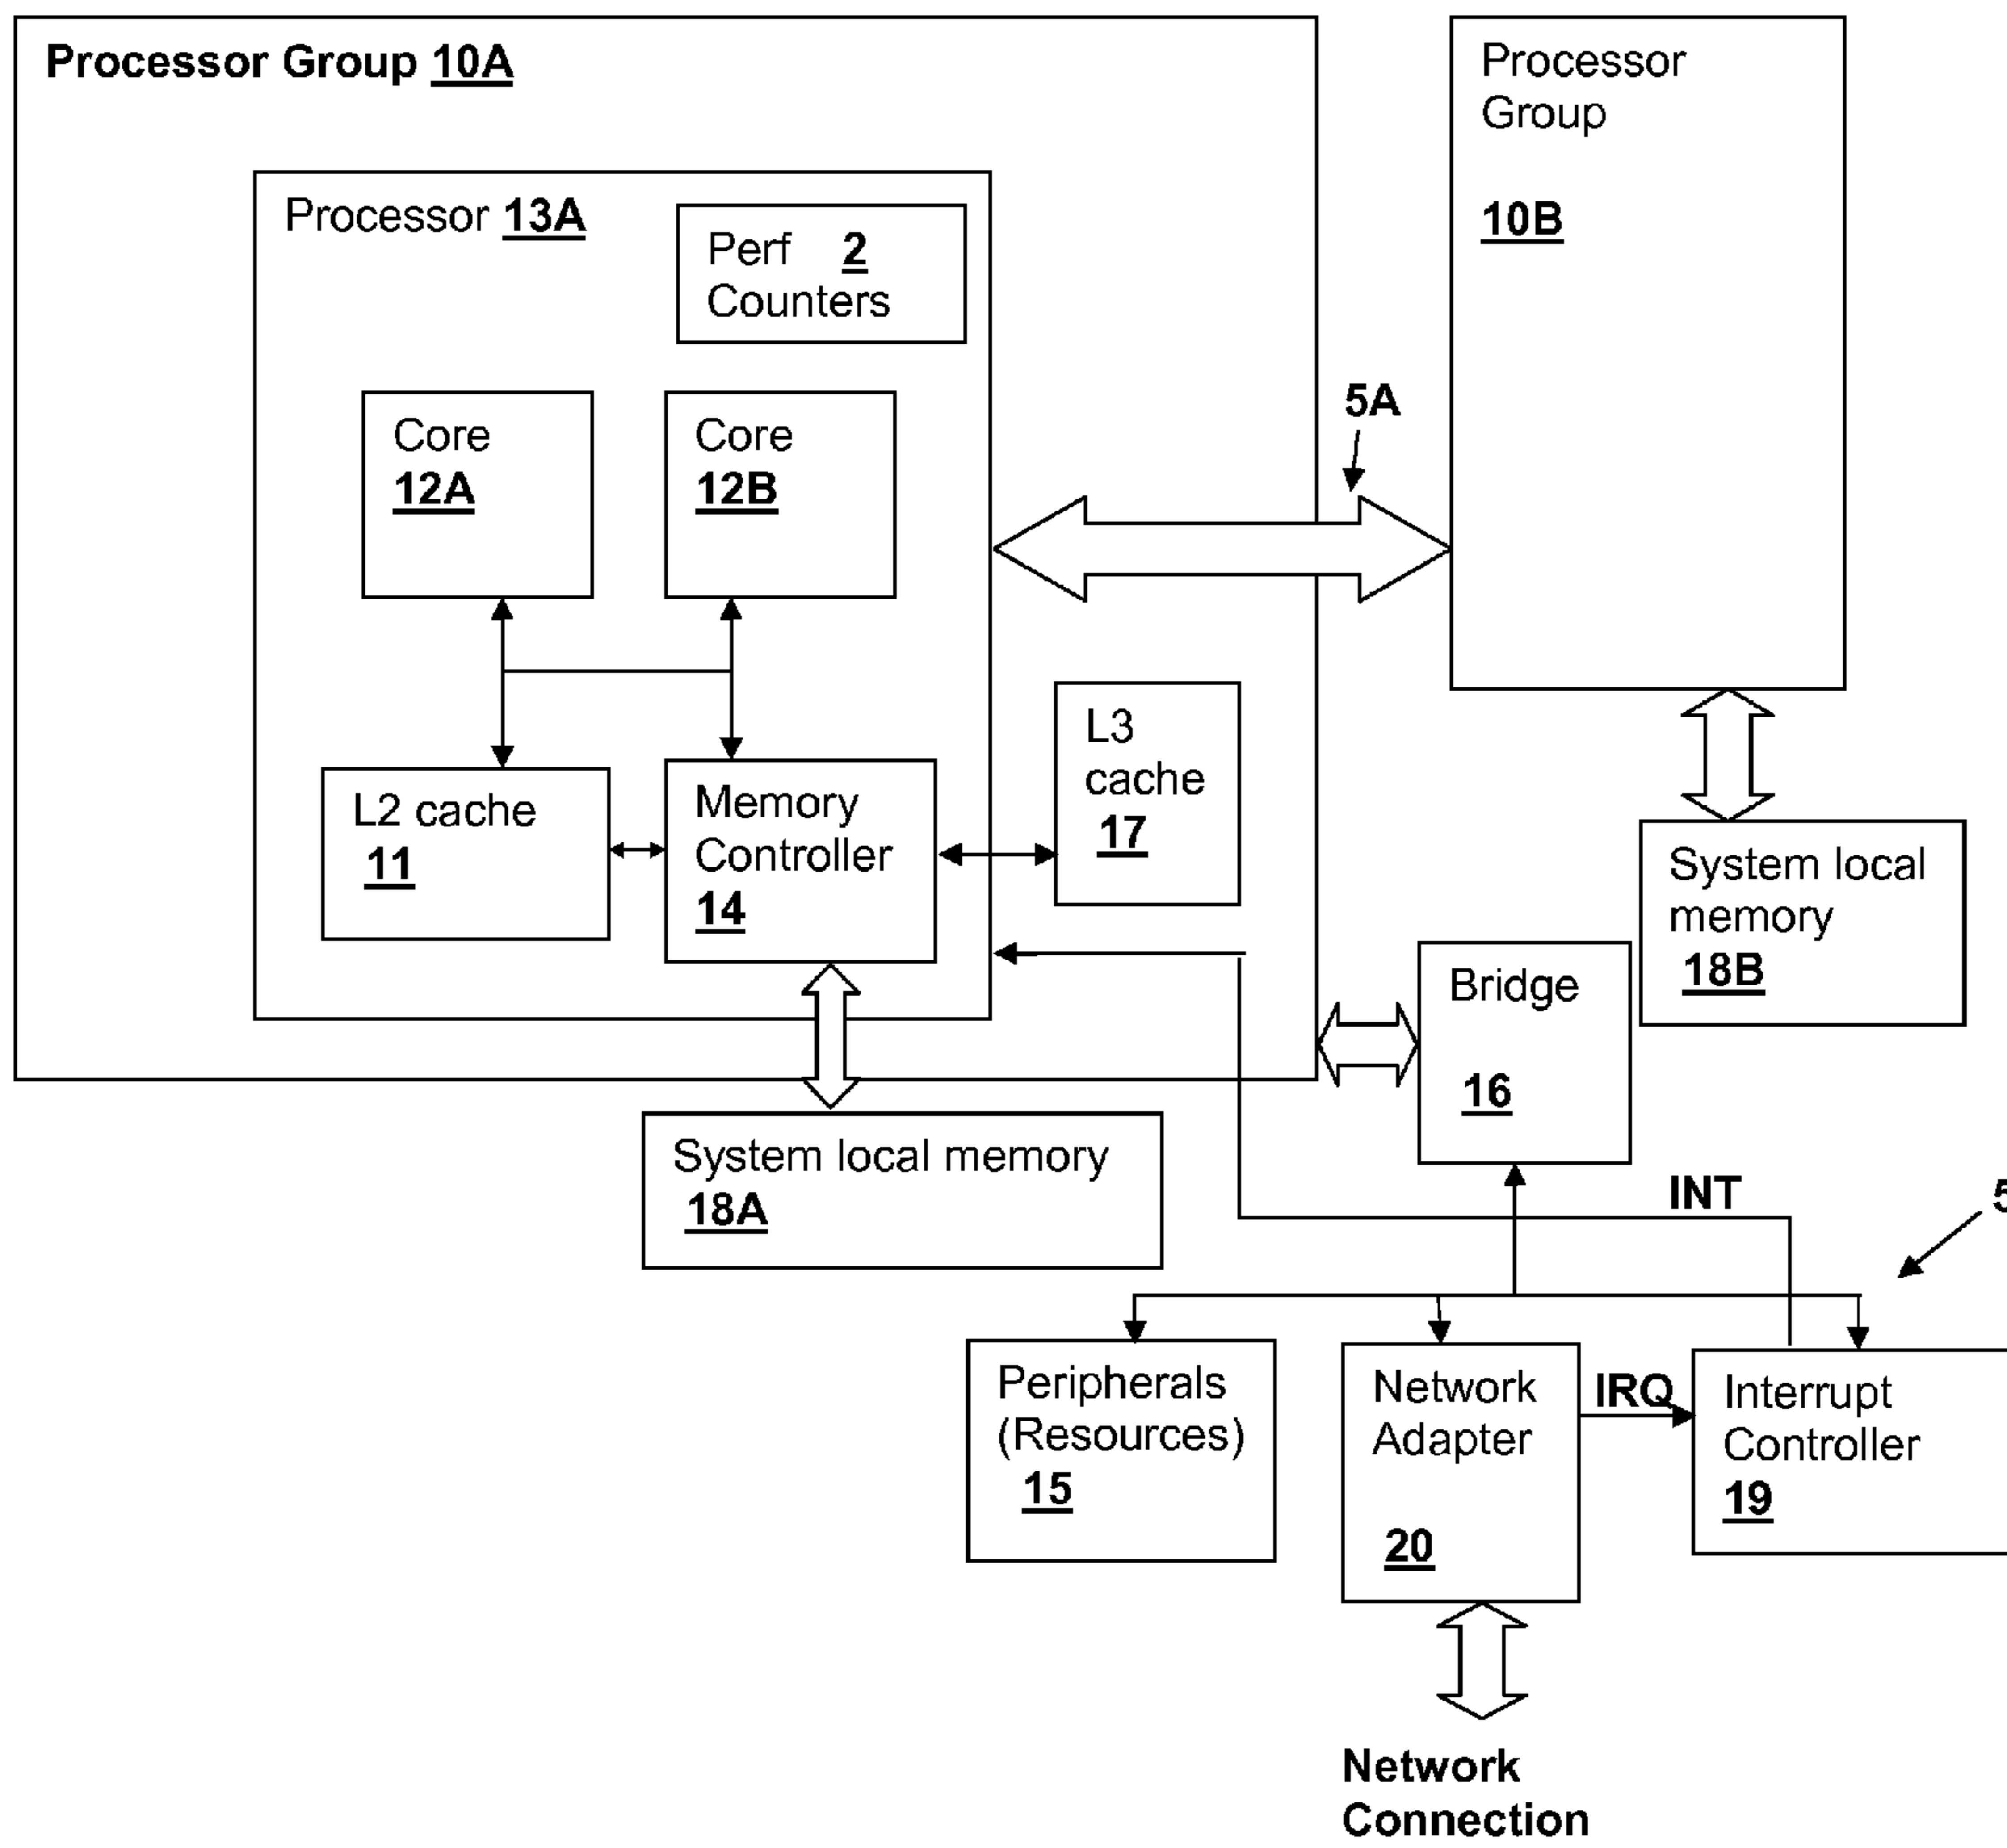 Processor Group 10A
Processor
Group
10B
Processor 13A
Perf 2
Counters
Core
12A
Core
12B
5A
L2 cache
11
Memory
Controller
14
L3
cache
17
System local
memory
18B
Bridge
16
System local memory
18A
INT
5
Peripherals
(Resources)
15
Network
Adapter
20
IRQ
Interrupt
Controller
19
Network
Connection